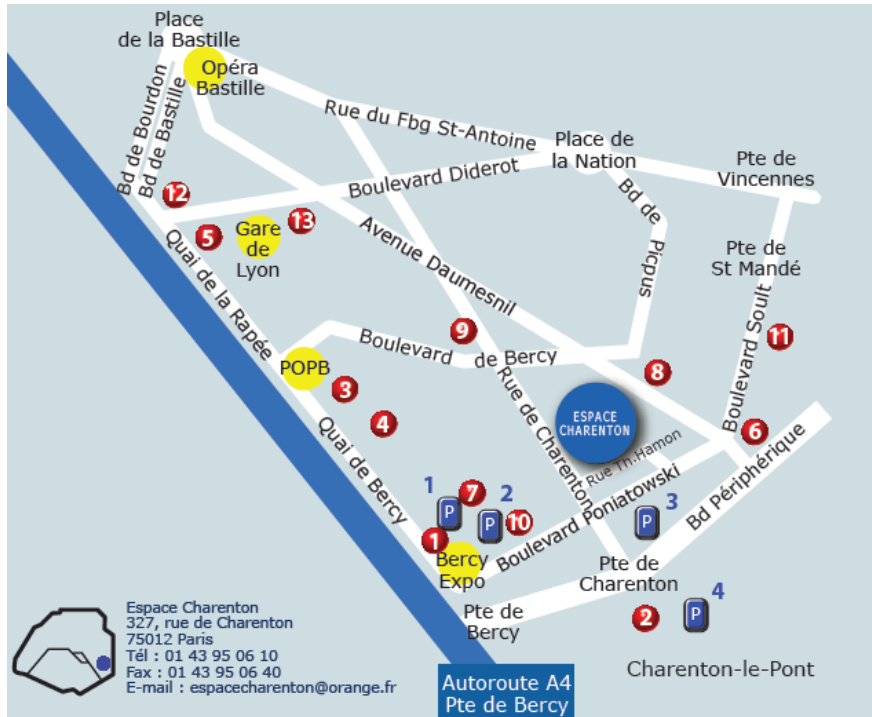 Place
de la Bastille
Opéra
Bastille
Bd de Bourdon
Bd de Bastille
Rue du Fbg St-Antoine
Place de
la Nation
Pte de
Vincennes
Boulevard Diderot
Bd de
Picpus
12
5
13
Gare
de
Lyon
Avenue Daumesnil
Pte de
St Mandé
Quai de la Rapée
9
11
Boulevard de Bercy
Boulevard Soult
POPB
3
8
4
ESPACE
CHARENTON
6
Rue de Charenton
Rue Th.Hamon
Quai de Bercy
Bd Périphérique
1
P
7
2
P
10
3
P
Boulevard Poniatowski
1
Bercy
Expo
Pte de
Charenton
Pte de
Bercy
2
4
P
Charenton-le-Pont
Espace Charenton
327, rue de Charenton
75012 Paris
Tél : 01 43 95 06 10
Fax : 01 43 95 06 40
E-mail : espacecharenton@orange.fr
Autoroute A4
Pte de Bercy